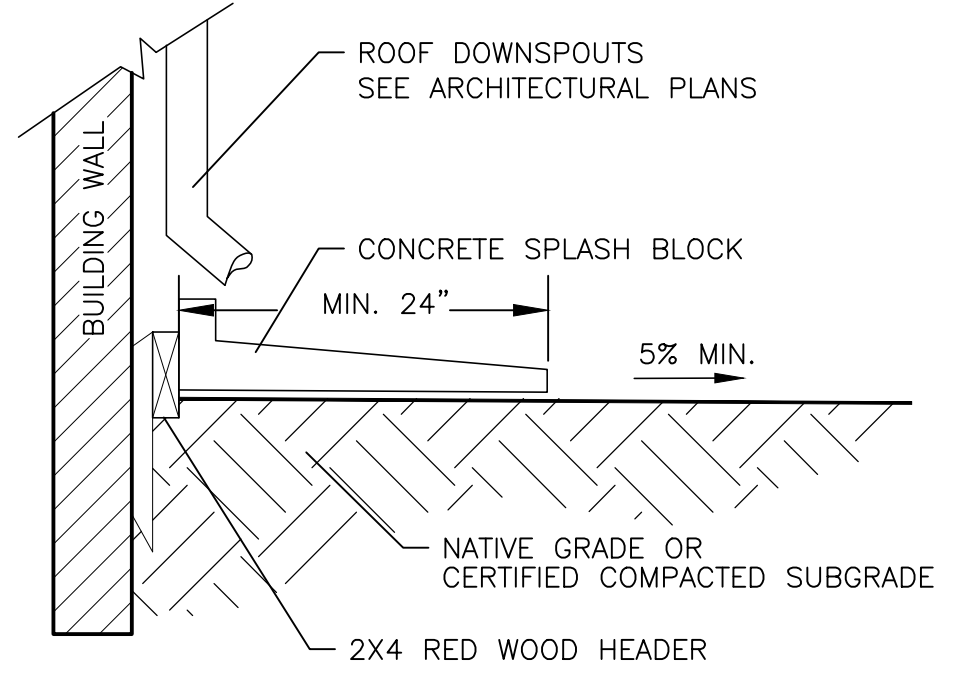 ROOF DOWNSPOUTS
SEE ARCHITECTURAL PLANS
BUILDING WALL
CONCRETE SPLASH BLOCK
MIN. 24"
5% MIN.
NATIVE GRADE OR
CERTIFIED COMPACTED SUBGRADE
2X4 RED WOOD HEADER